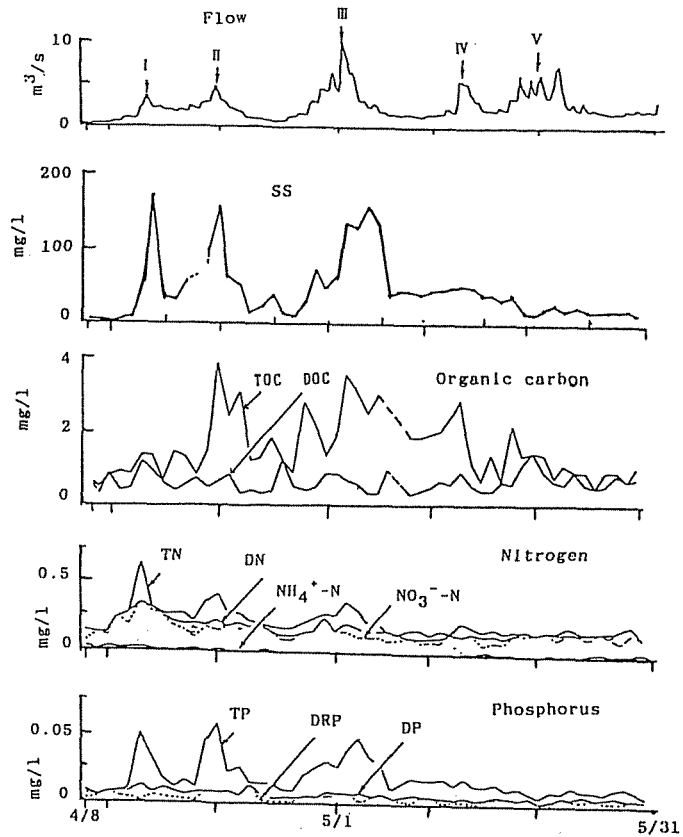 Flow
III
10
I
II
IV
V
5
m³/s
0
200
SS
100
mg/l
0
4
TOC
DOC
Organic carbon
2
mg/l
0
TN
DN
Nitrogen
0.5
NH₄⁺-N
NO₃⁻-N
mg/l
0
TP
DRP
DP
Phosphorus
0.05
mg/l
0
4/8
5/1
5/31